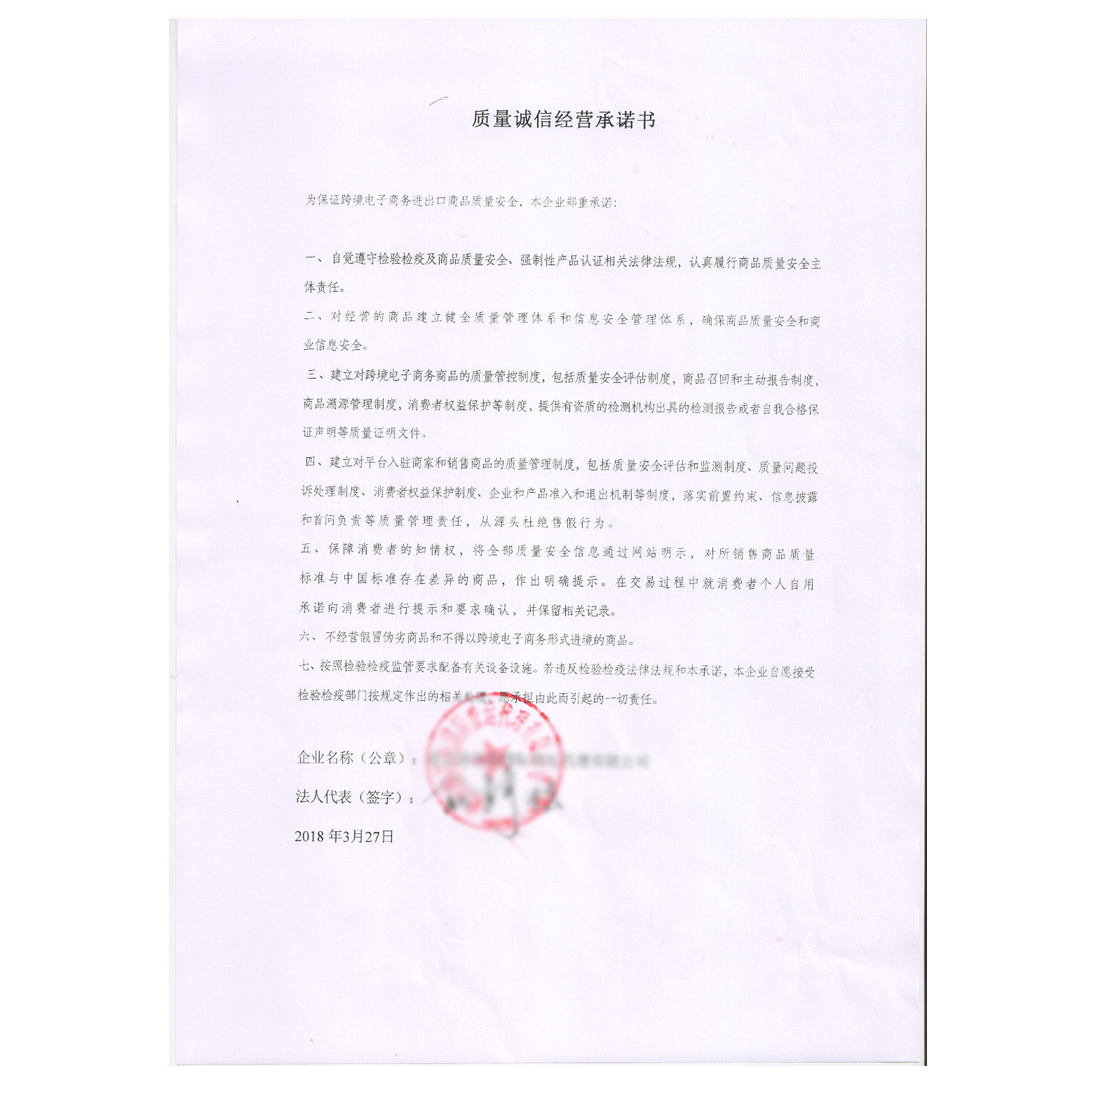 质量诚信经营承诺书
为保证跨境电子商务进出口商品质量安全，本企业郑重承诺：
一、自觉遵守检验检疫及商品质量安全、强制性产品认证相关法律法规，认真履行商品质量安全主
体责任。
二、对经营的商品建立健全质量管理体系和信息安全管理体系，确保商品质量安全和商
业信息安全。
三、建立对跨境电子商务商品的质量管控制度，包括质量安全评估制度，商品召回和主动报告制度，
商品溯源管理制度，消费者权益保护等制度，提供有资质的检测机构出具的检测报告或者自我合格保
证声明等质量证明文件。
四、建立对平台入驻商家和销售商品的质量管理制度，包括质量安全评估和监测制度、质量问题投
诉处理制度、消费者权益保护制度、企业和产品准入和退出机制等制度，落实前置约束、信息披露
和首问负责等质量管理责任，从源头杜绝售假行为。
五、保障消费者的知情权，将全部质量安全信息通过网站明示，对所销售商品质量
标准与中国标准存在差异的商品，作出明确提示。在交易过程中就消费者个人自用
承诺向消费者进行提示和要求确认，并保留相关记录。
六、不经营假冒伪劣商品和不得以跨境电子商务形式进境的商品。
七、按照检验检疫监管要求配备有关设备设施。若违反检验检疫法律法规和本承诺，本企业自愿接受
检验检疫部门按规定作出的相关处理，愿承担由此而引起的一切责任。
企业名称（公章）：
法人代表（签字）：
2018 年3月27日